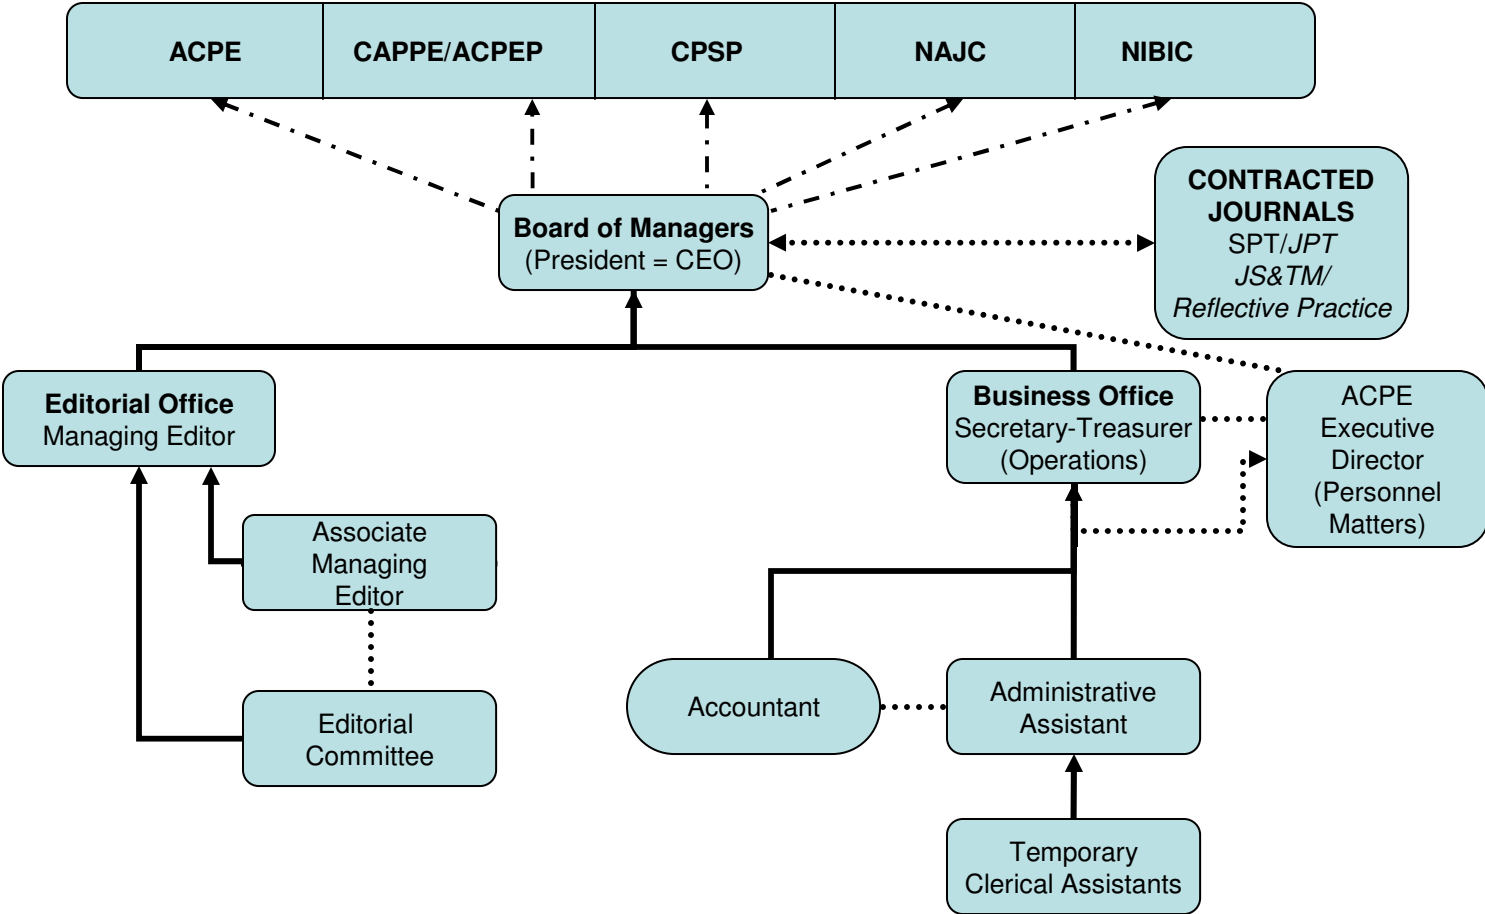 ACPE
CAPPE/ACPEP
CPSP
NAJC
NIBIC
CONTRACTED
JOURNALS
SPT/JPT
JS&TM/
Reflective Practice
Board of Managers
(President = CEO)
Editorial Office
Managing Editor
Business Office
Secretary-Treasurer
(Operations)
ACPE
Executive
Director
(Personnel
Matters)
Associate
Managing
Editor
Editorial
Committee
Accountant
Administrative
Assistant
Temporary
Clerical Assistants